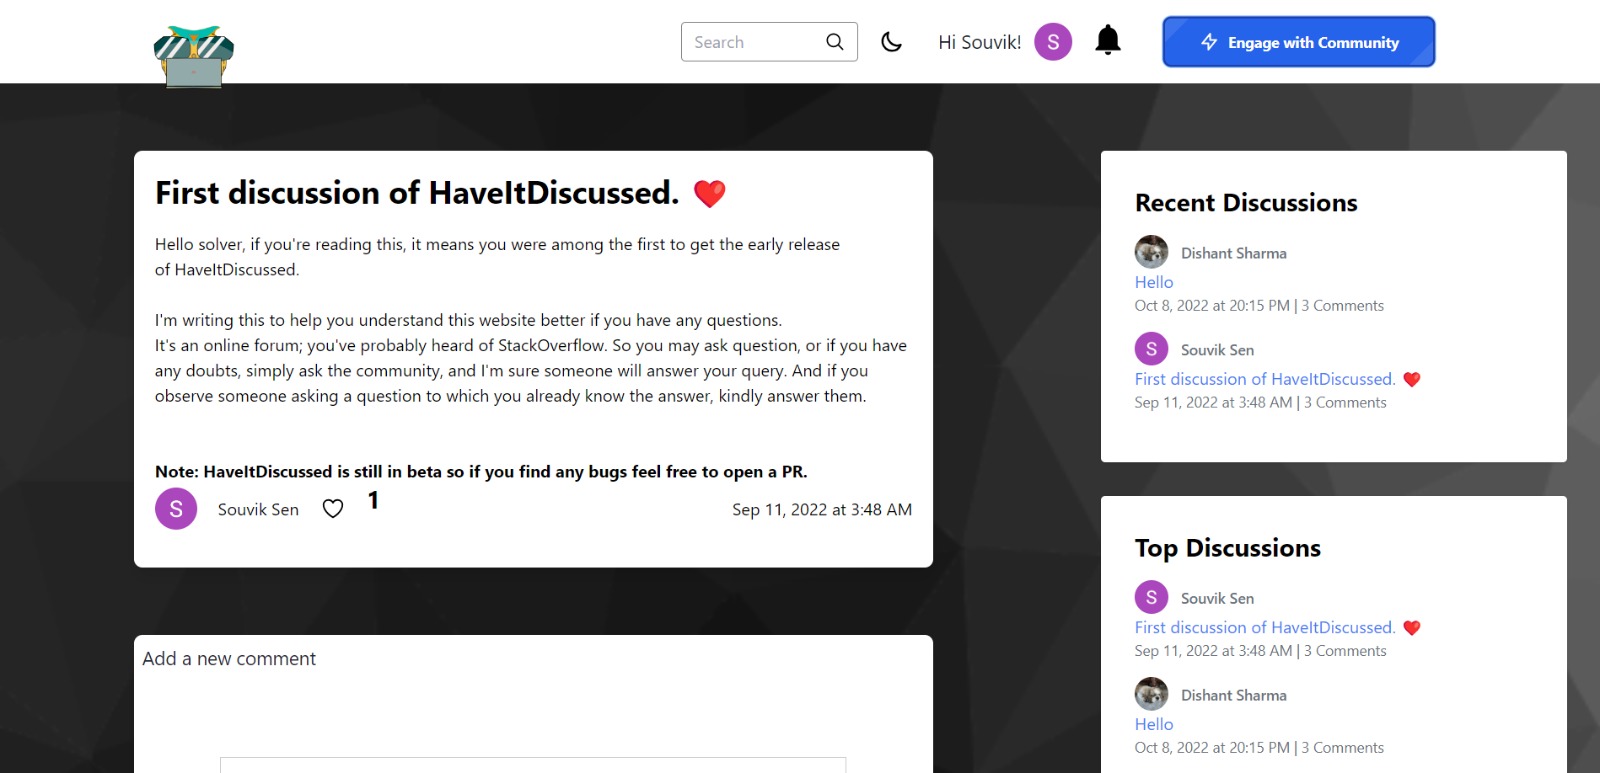 Search
Hi Souvik!
S
Engage with Community
First discussion of HaveItDiscussed. ❤️
Hello solver, if you're reading this, it means you were among the first to get the early release
of HaveItDiscussed.
I'm writing this to help you understand this website better if you have any questions.
It's an online forum; you've probably heard of StackOverflow. So you may ask question, or if you have
any doubts, simply ask the community, and I'm sure someone will answer your query. And if you
observe someone asking a question to which you already know the answer, kindly answer them.
Note: HaveItDiscussed is still in beta so if you find any bugs feel free to open a PR.
S
Souvik Sen
1
Sep 11, 2022 at 3:48 AM
Add a new comment
Recent Discussions
Dishant Sharma
Hello
Oct 8, 2022 at 20:15 PM | 3 Comments
S
Souvik Sen
First discussion of HaveItDiscussed. ❤️
Sep 11, 2022 at 3:48 AM | 3 Comments
Top Discussions
S
Souvik Sen
First discussion of HaveItDiscussed. ❤️
Sep 11, 2022 at 3:48 AM | 3 Comments
Dishant Sharma
Hello
Oct 8, 2022 at 20:15 PM | 3 Comments